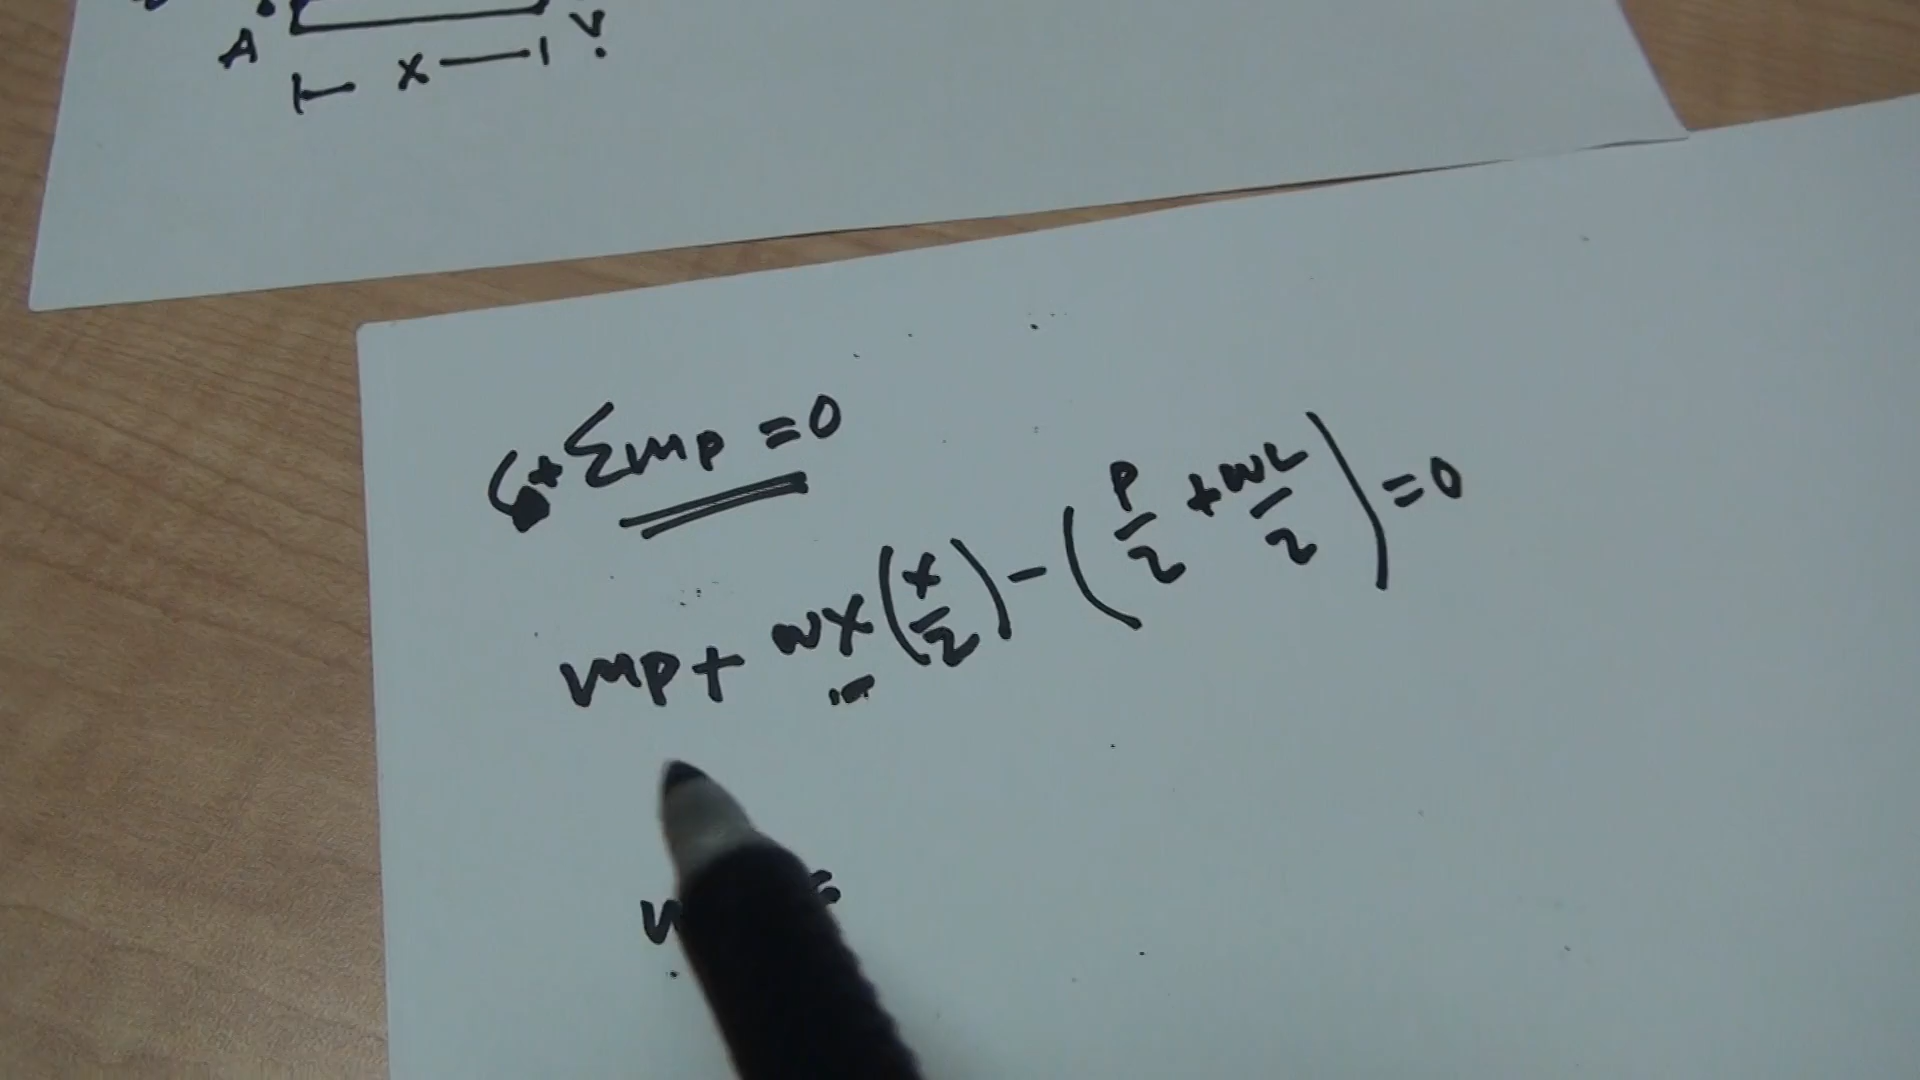 A
V
x
+ΣMP = 0
MP + wx(x/2) - (P/2 + wL/2) = 0
=